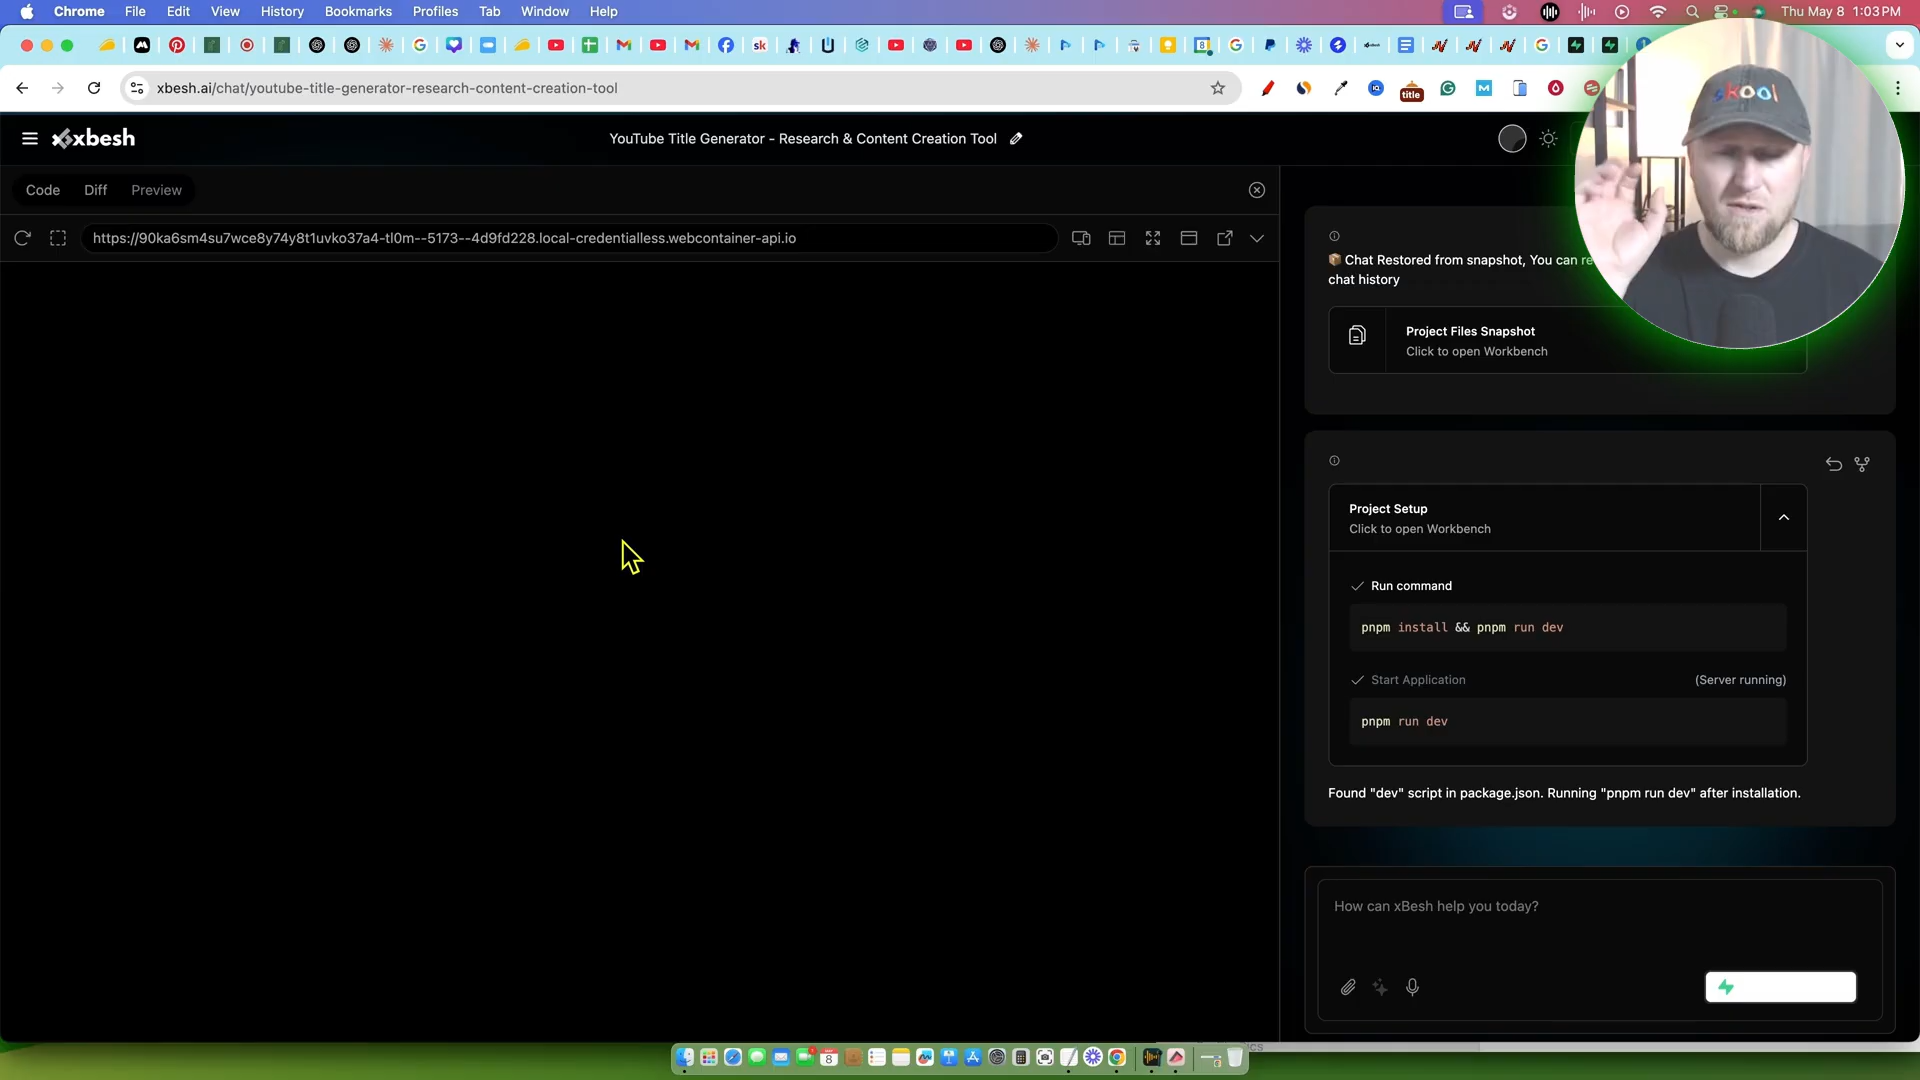 Chrome File Edit View History Bookmarks Profiles Tab Window Help Thu May 8 1:03 PM
xbesh.ai/chat/youtube-title-generator-research-content-creation-tool
title
xbesh
YouTube Title Generator - Research & Content Creation Tool
skool
Code Diff Preview
https://90ka6sm4su7wce8y74y8t1uvko37a4-tl0m--5173--4d9fd228.local-credentialless.webcontainer-api.io
📦 Chat Restored from snapshot, You can re
chat history
Project Files Snapshot
Click to open Workbench
Project Setup
Click to open Workbench
Run command
pnpm install && pnpm run dev
Start Application (Server running)
pnpm run dev
Found "dev" script in package.json. Running "pnpm run dev" after installation.
How can xBesh help you today?